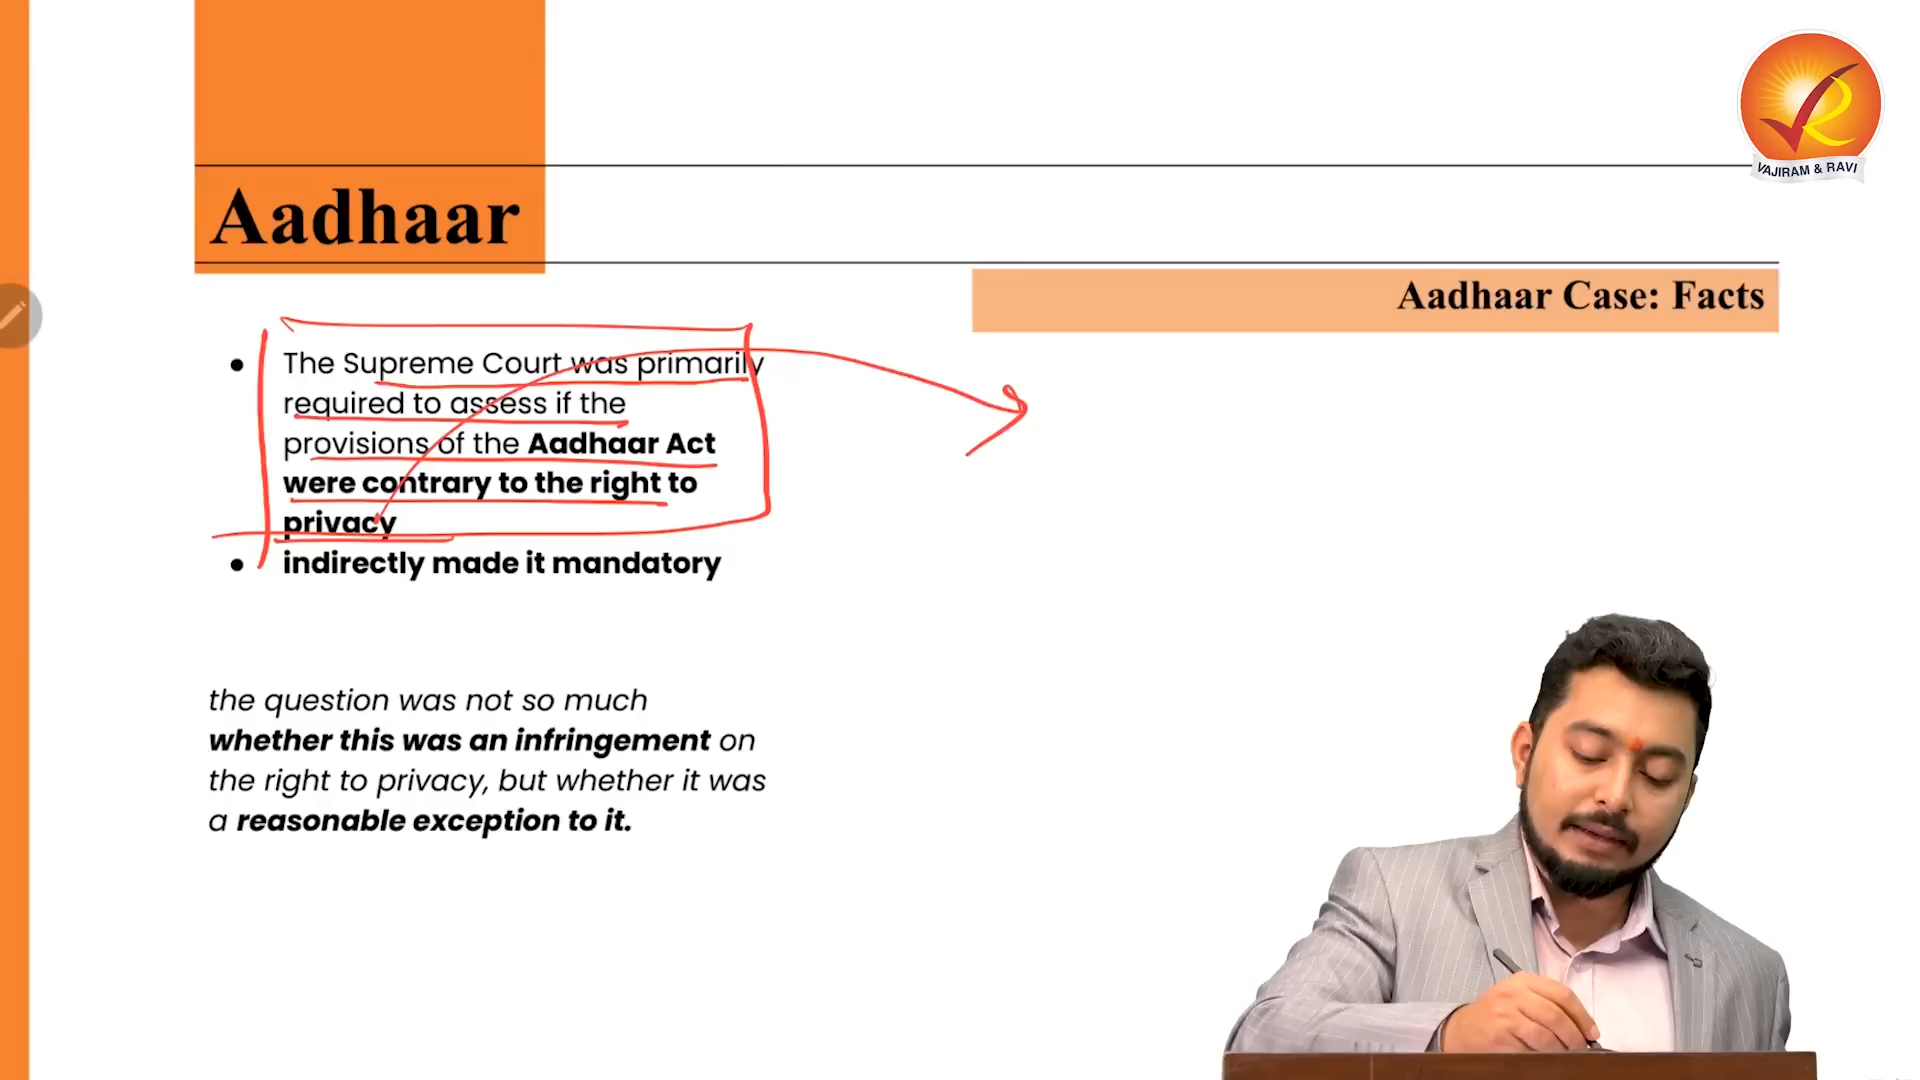 VAJIRAM & RAVI
Aadhaar
Aadhaar Case: Facts
● The Supreme Court was primarily
required to assess if the
provisions of the Aadhaar Act
were contrary to the right to
privacy
● indirectly made it mandatory
the question was not so much
whether this was an infringement on
the right to privacy, but whether it was
a reasonable exception to it.